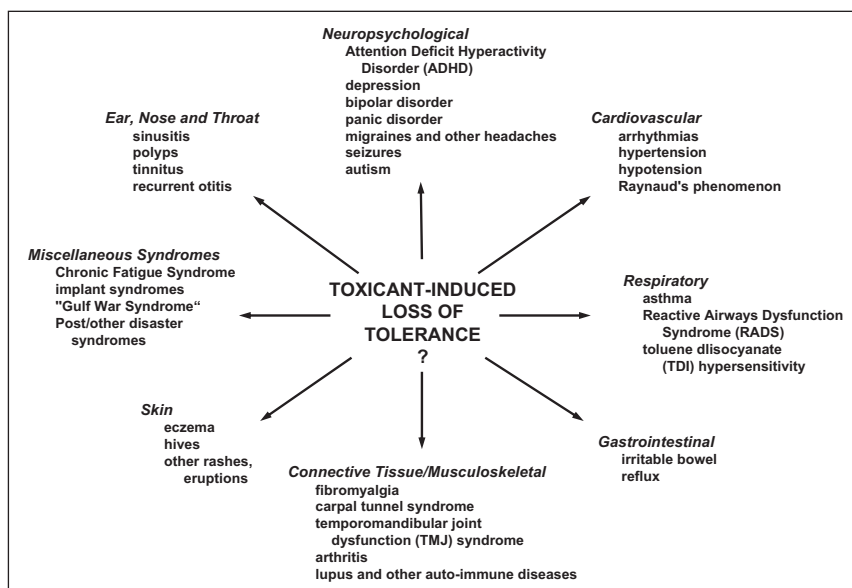 Neuropsychological
Attention Deficit Hyperactivity
Disorder (ADHD)
depression
bipolar disorder
panic disorder
migraines and other headaches
seizures
autism
Ear, Nose and Throat
sinusitis
polyps
tinnitus
recurrent otitis
Cardiovascular
arrhythmias
hypertension
hypotension
Raynaud's phenomenon
Miscellaneous Syndromes
Chronic Fatigue Syndrome
implant syndromes
"Gulf War Syndrome“
Post/other disaster
syndromes
TOXICANT-INDUCED
LOSS OF
TOLERANCE
?
Respiratory
asthma
Reactive Airways Dysfunction
Syndrome (RADS)
toluene dlisocyanate
(TDI) hypersensitivity
Skin
eczema
hives
other rashes,
eruptions
Connective Tissue/Musculoskeletal
fibromyalgia
carpal tunnel syndrome
temporomandibular joint
dysfunction (TMJ) syndrome
arthritis
lupus and other auto-immune diseases
Gastrointestinal
irritable bowel
reflux